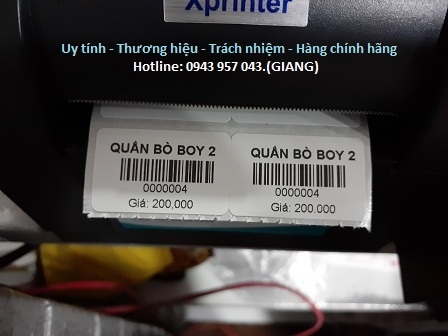 Xprinter
Uy tính - Thương hiệu - Trách nhiệm - Hàng chính hãng
Hotline: 0943 957 043.(GIANG)
QUẦN BÒ BOY 2
0000004
Giá: 200,000
QUẦN BÒ BOY 2
0000004
Giá: 200.000